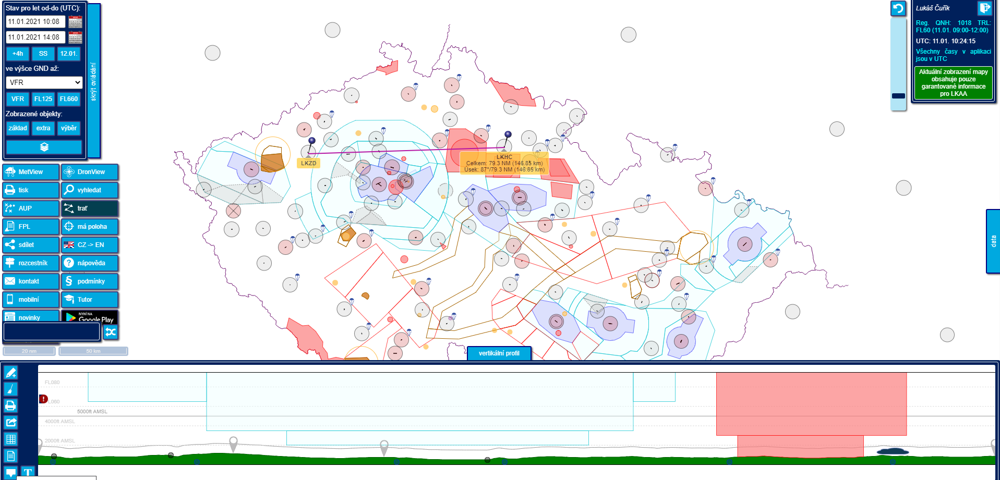 Stav pro let od-do (UTC):
11.01.2021 10:08
11.01.2021 14:08
+4h SS 12.01.
ve výšce GND až:
VFR
VFR FL125 FL660
Zobrazené objekty:
základ extra výběr
skrýt ovládání
MetView DronView
tisk vyhledat
AUP trať
FPL má poloha
sdílet CZ -> EN
rozcestník nápověda
kontakt podmínky
mobilní Tutor
novinky NYNÍ NA
Google Play
20 nm 50 km
LKZD
LKHC
Celkem: 79.3 NM (146.85 km)
Úsek: 87°/79.3 NM (146.85 km)
Lukáš Čuřík
Reg. QNH: 1018 TRL:
FL60 (11.01. 09:00-12:00)
UTC: 11.01. 10:24:15
Všechny časy v aplikaci
jsou v UTC
Aktuální zobrazení mapy
obsahuje pouze
garantované informace
pro LKAA
data
vertikální profil
FL080
L060
5000ft AMSL
4000ft AMSL
2000ft AMSL
T